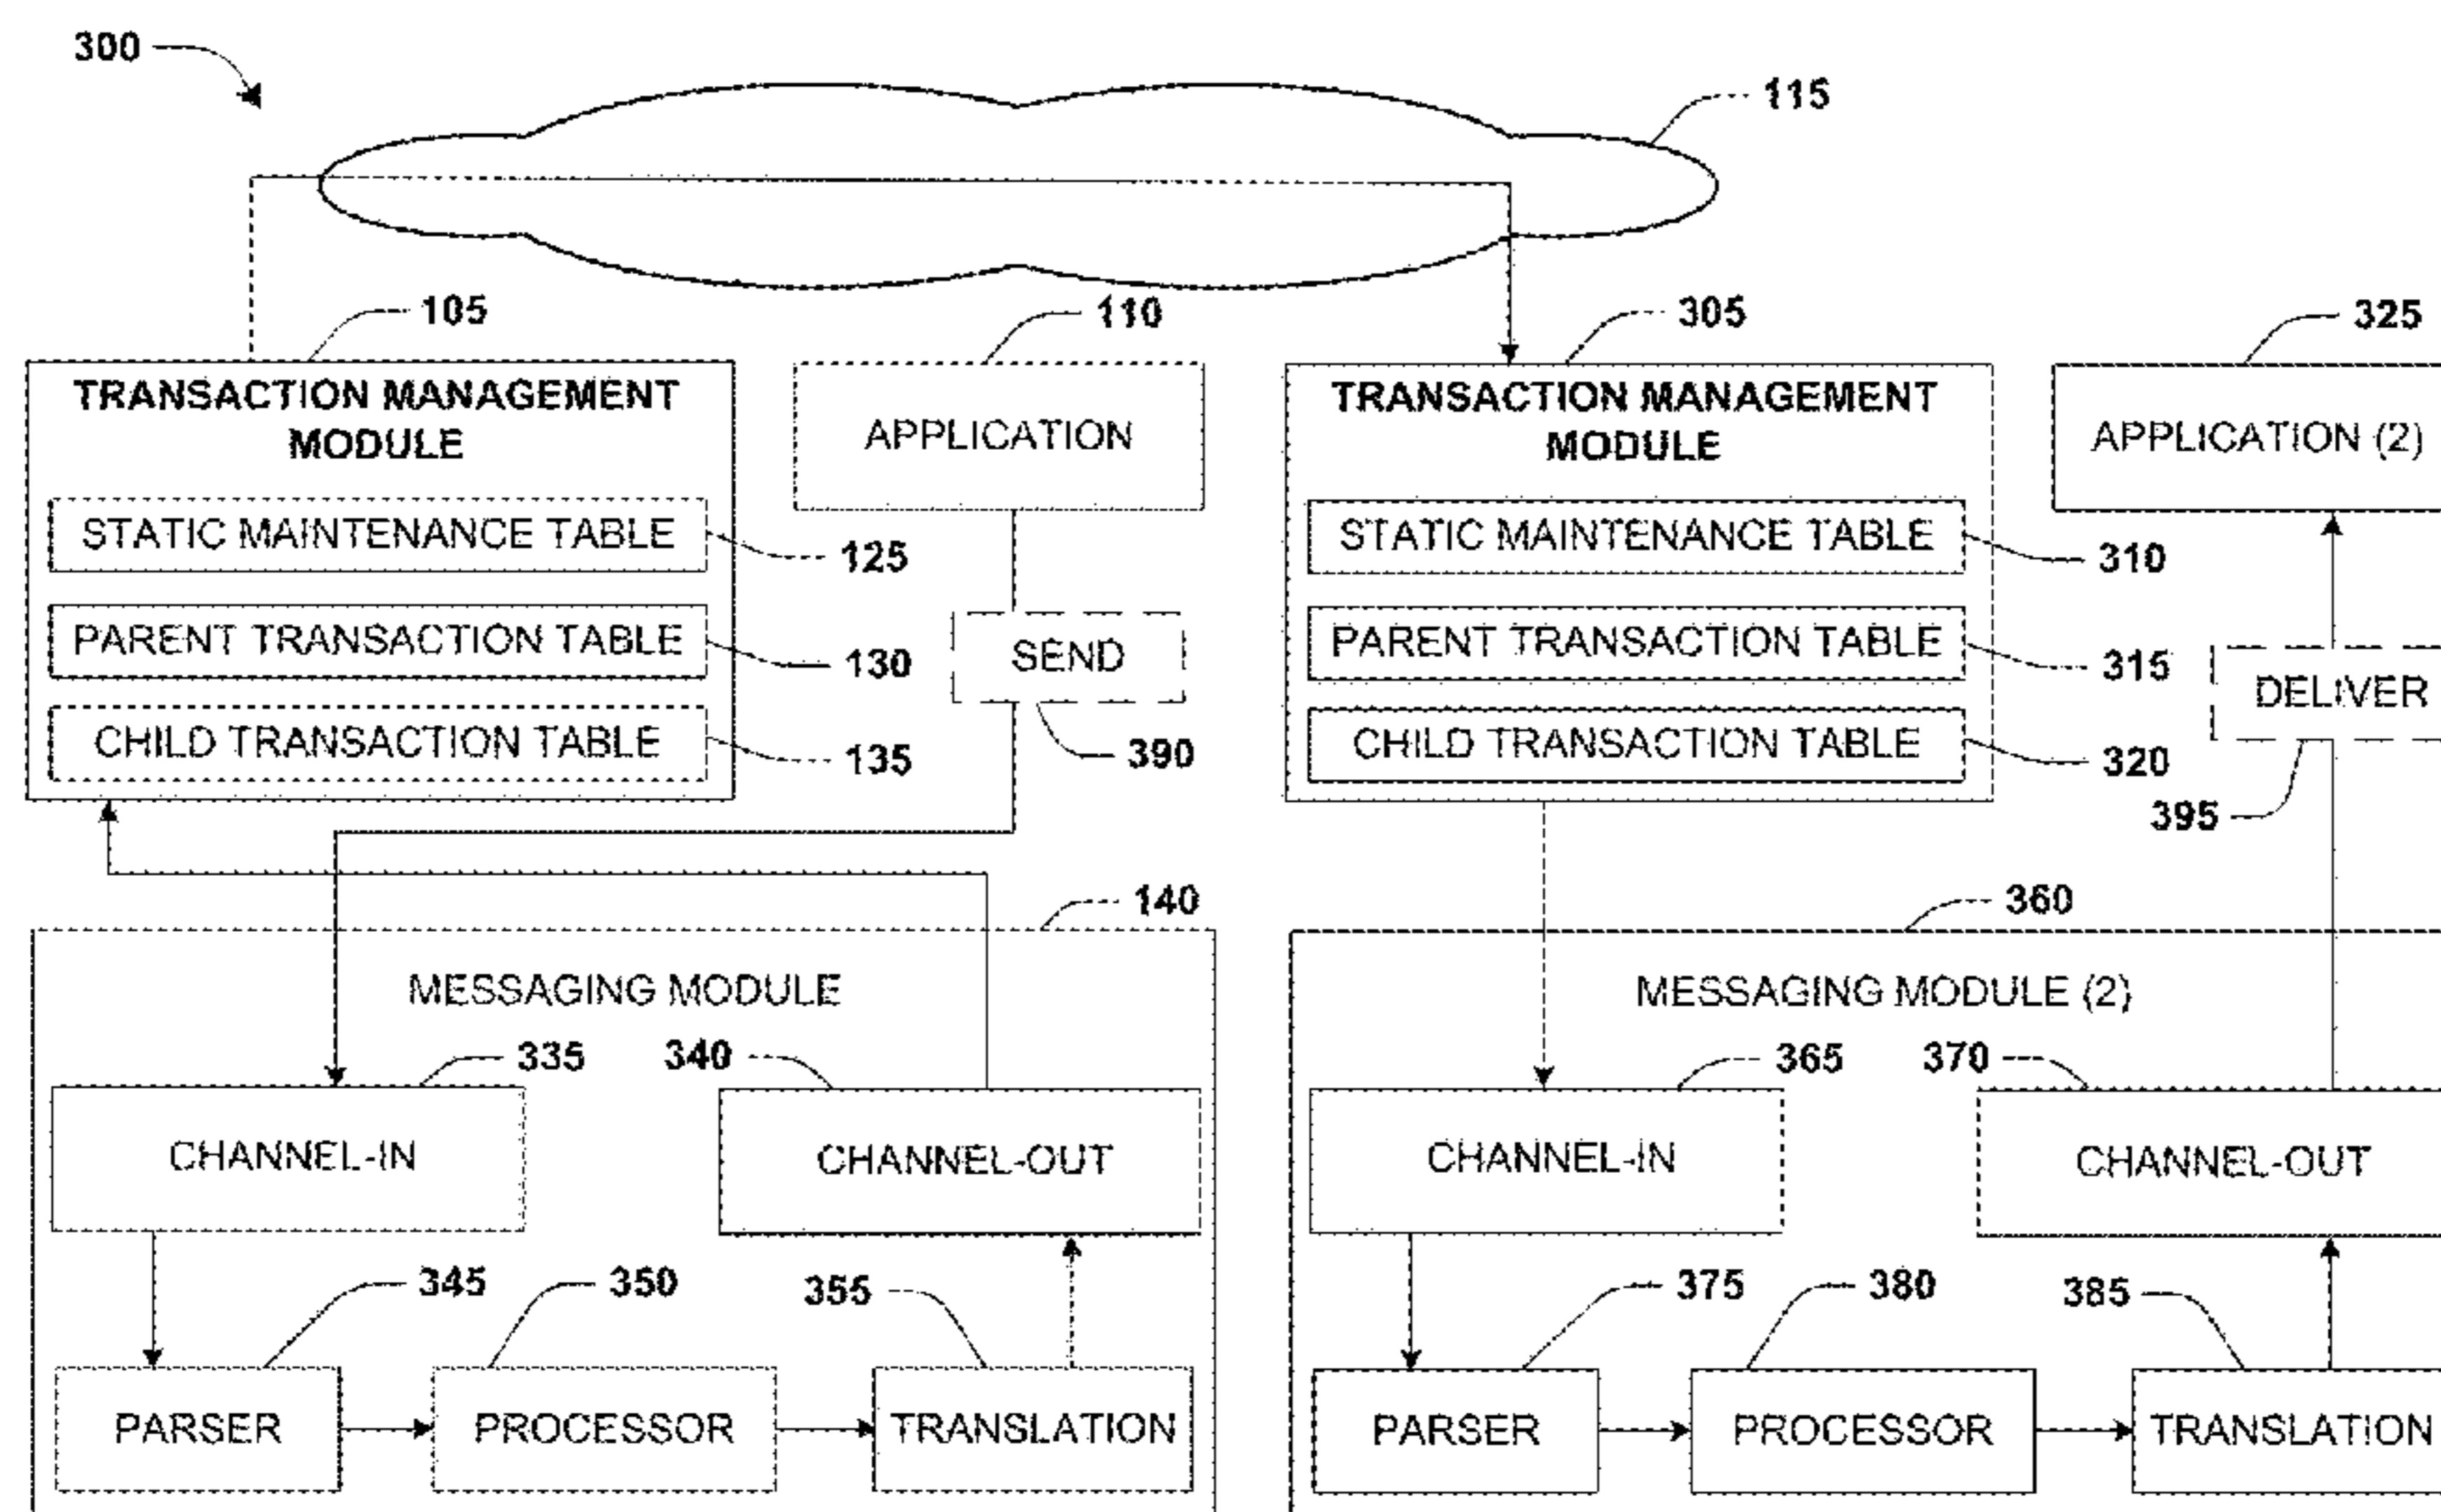 300
115
105
110
305
325
TRANSACTION MANAGEMENT
MODULE
STATIC MAINTENANCE TABLE
125
PARENT TRANSACTION TABLE
130
CHILD TRANSACTION TABLE
135
APPLICATION
SEND
390
TRANSACTION MANAGEMENT
MODULE
STATIC MAINTENANCE TABLE
310
PARENT TRANSACTION TABLE
315
CHILD TRANSACTION TABLE
320
APPLICATION (2)
DELIVER
395
140
MESSAGING MODULE
335
340
CHANNEL-IN
CHANNEL-OUT
345
350
355
PARSER
PROCESSOR
TRANSLATION
360
MESSAGING MODULE (2)
365
370
CHANNEL-IN
CHANNEL-OUT
375
380
385
PARSER
PROCESSOR
TRANSLATION